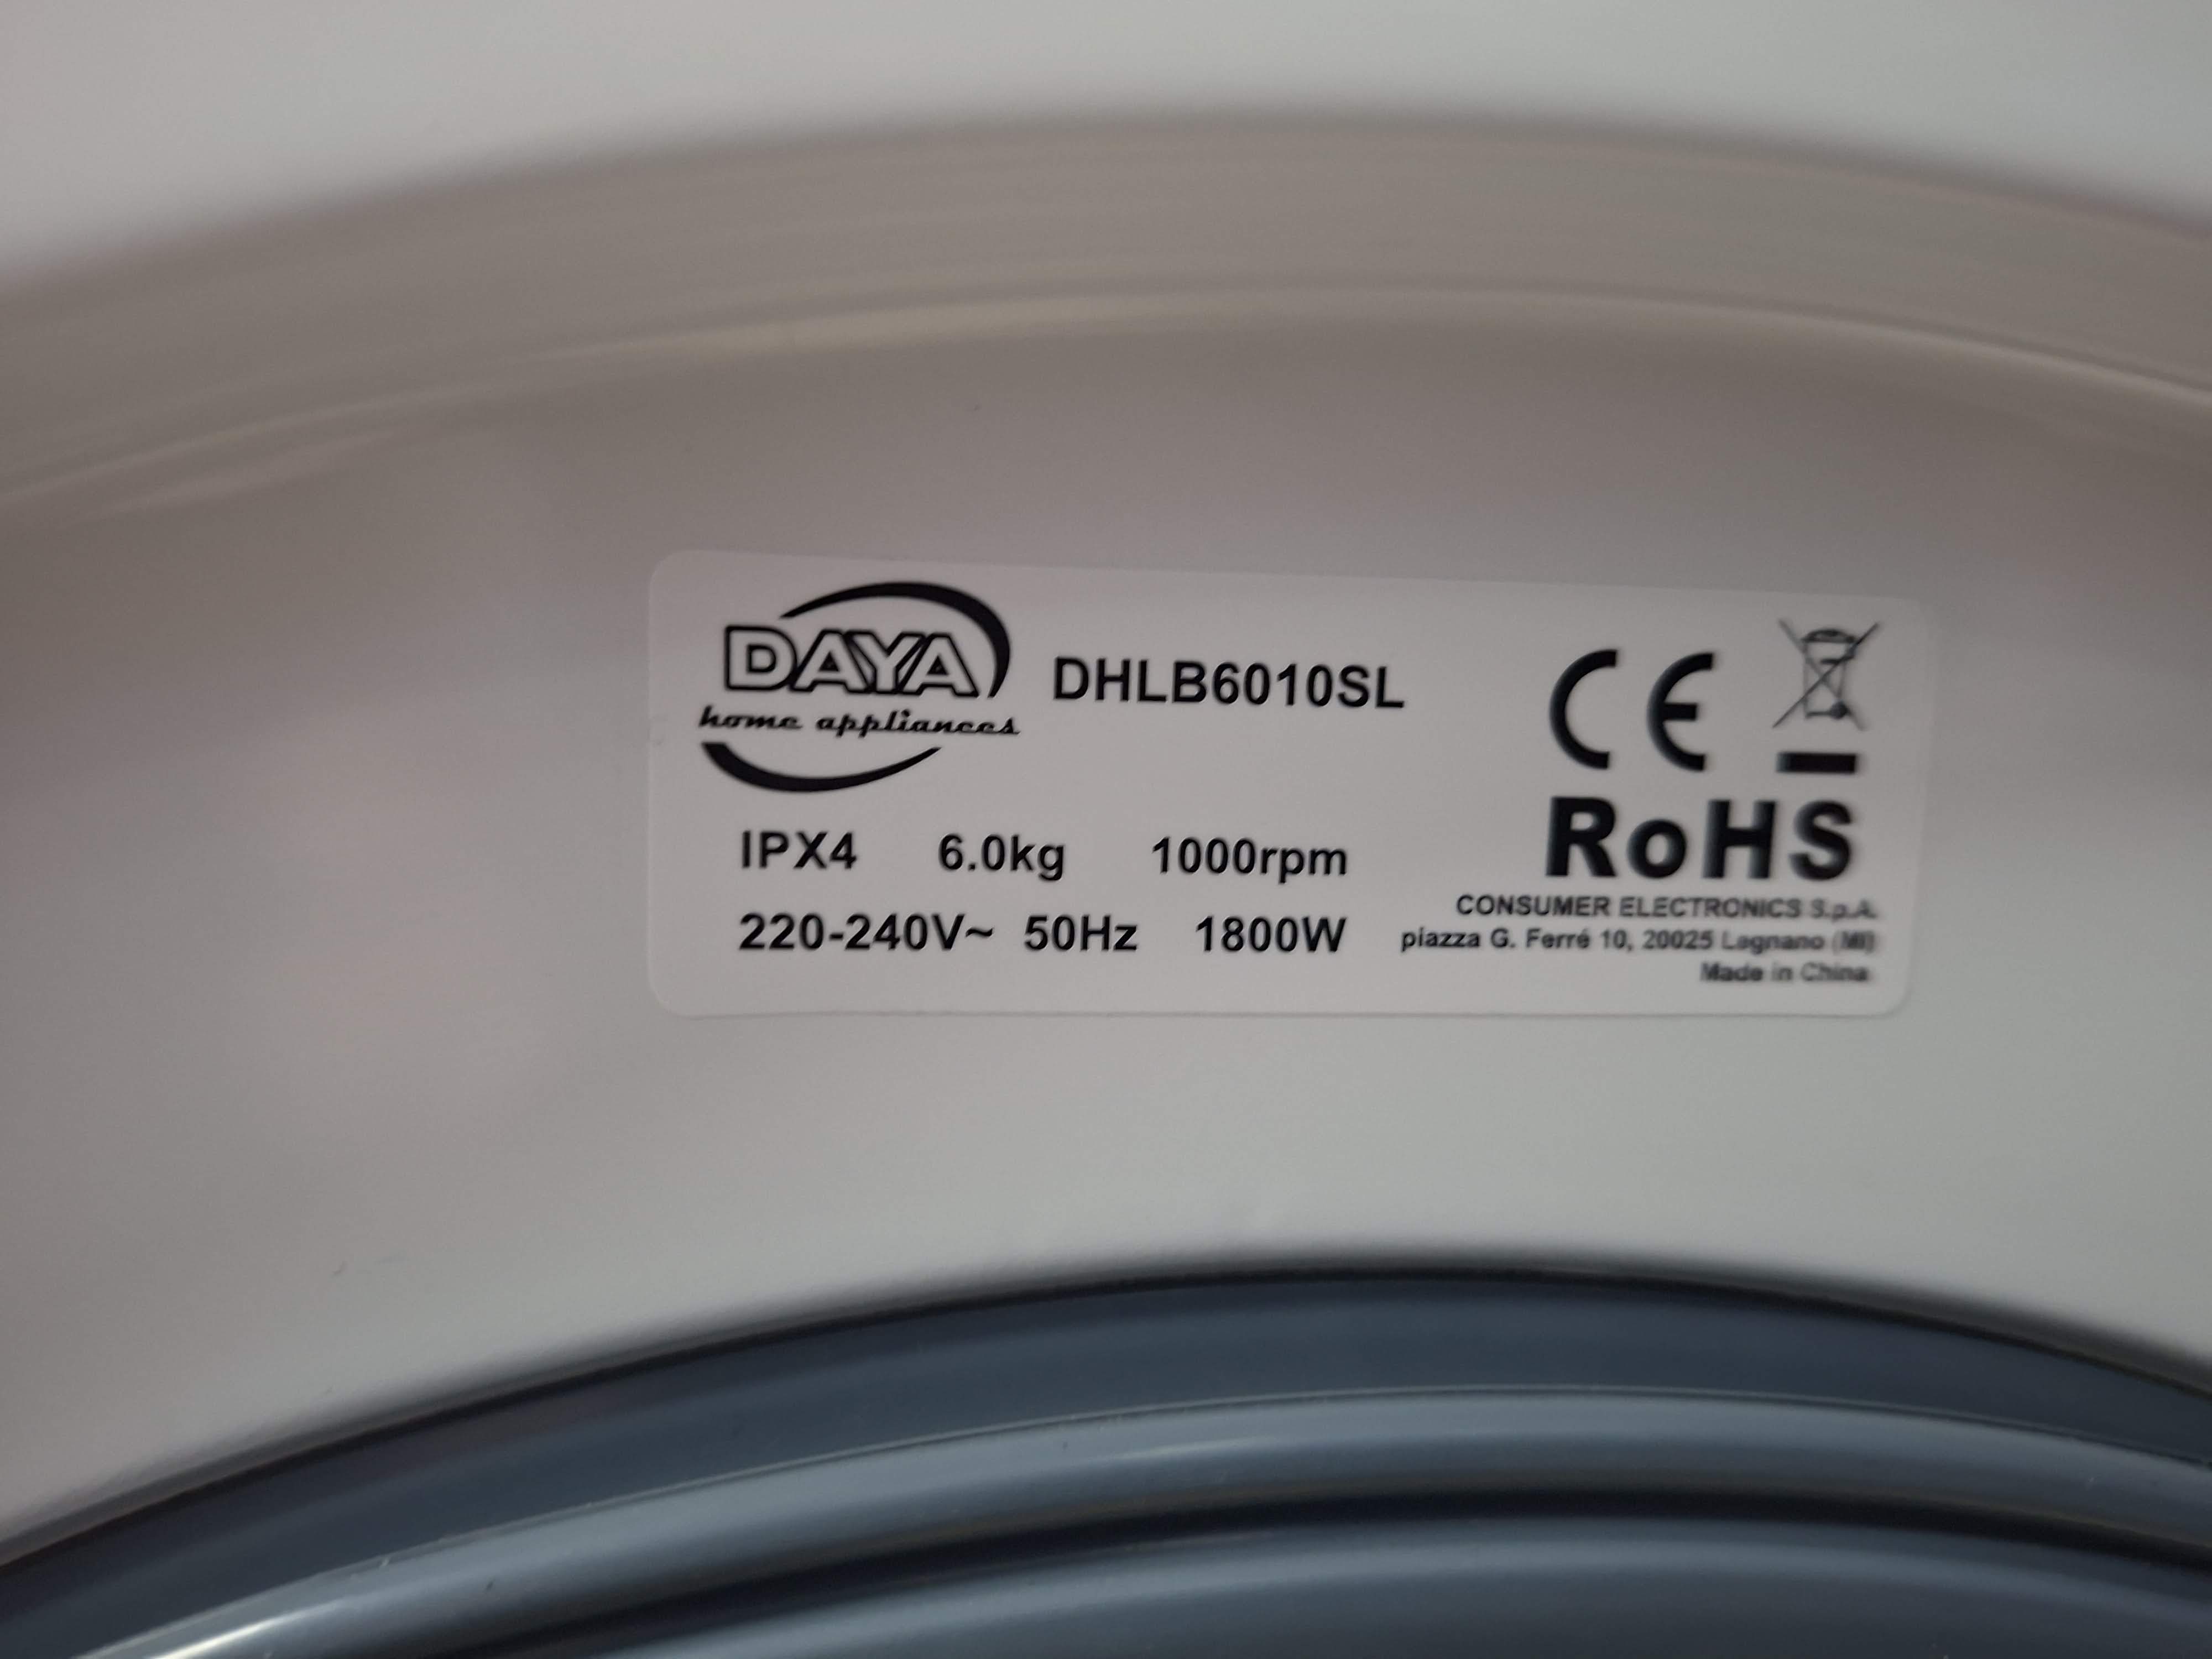 DAYA
home appliances
DHLB6010SL
CE
IPX4 6.0kg 1000rpm
220-240V~ 50Hz 1800W
RoHS
CONSUMER ELECTRONICS S.p.A.
piazza G. Ferré 10, 20025 Legnano (MI)
Made in China